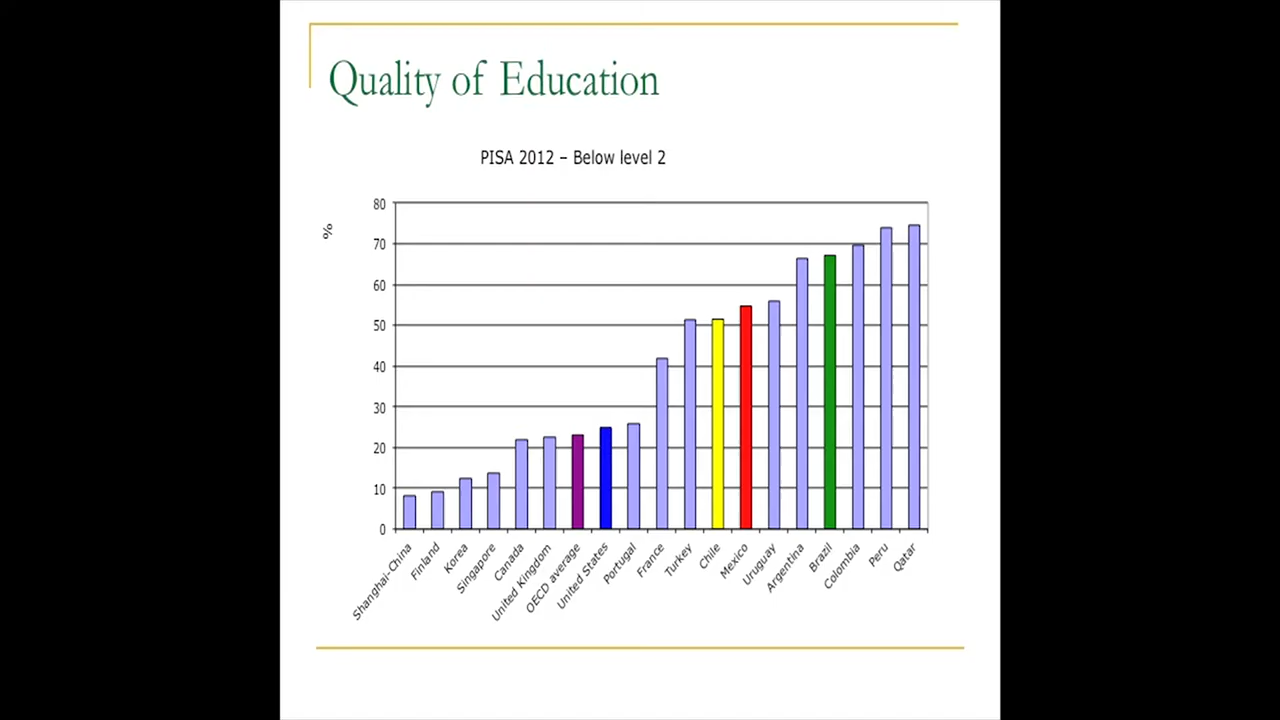 Quality of Education
PISA 2012 – Below level 2
%
80
70
60
50
40
30
20
10
0
Shanghai-China
Finland
Korea
Singapore
Canada
United Kingdom
OECD average
United States
Portugal
France
Turkey
Chile
Mexico
Uruguay
Argentina
Brazil
Colombia
Peru
Qatar